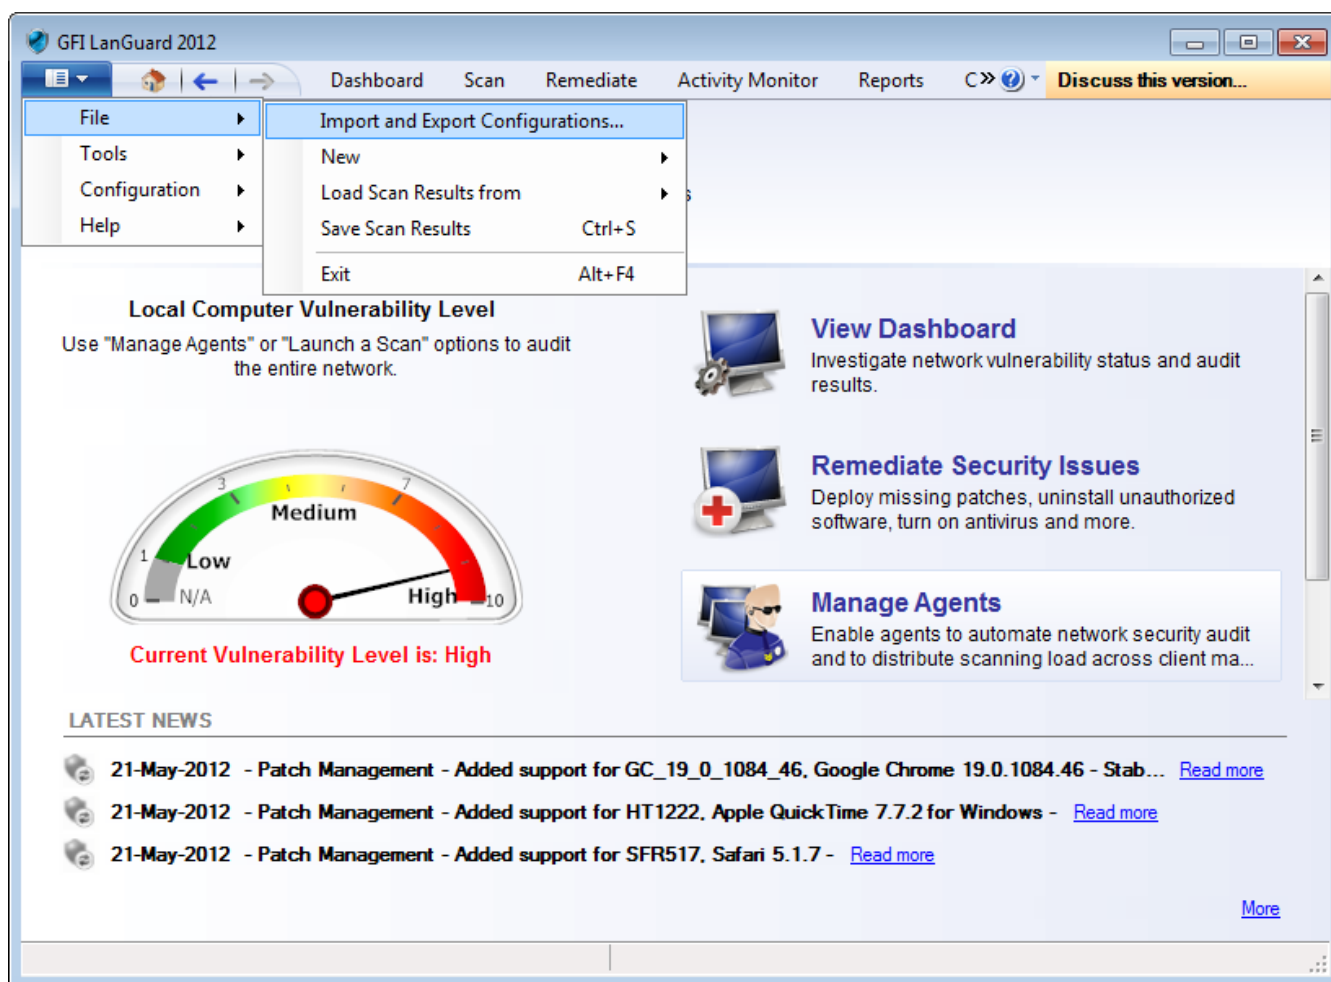 GFI LanGuard 2012
Dashboard Scan Remediate Activity Monitor Reports C» Discuss this version...
File
Tools
Configuration
Help
Import and Export Configurations...
New
Load Scan Results from
Save Scan Results Ctrl+S
Exit Alt+F4
s
Local Computer Vulnerability Level
Use "Manage Agents" or "Launch a Scan" options to audit
the entire network.
3 7
Medium
1 Low
0 N/A High 10
Current Vulnerability Level is: High
View Dashboard
Investigate network vulnerability status and audit
results.
Remediate Security Issues
Deploy missing patches, uninstall unauthorized
software, turn on antivirus and more.
Manage Agents
Enable agents to automate network security audit
and to distribute scanning load across client ma...
LATEST NEWS
21-May-2012 - Patch Management - Added support for GC_19_0_1084_46, Google Chrome 19.0.1084.46 - Stab... Read more
21-May-2012 - Patch Management - Added support for HT1222, Apple QuickTime 7.7.2 for Windows - Read more
21-May-2012 - Patch Management - Added support for SFR517, Safari 5.1.7 - Read more
More